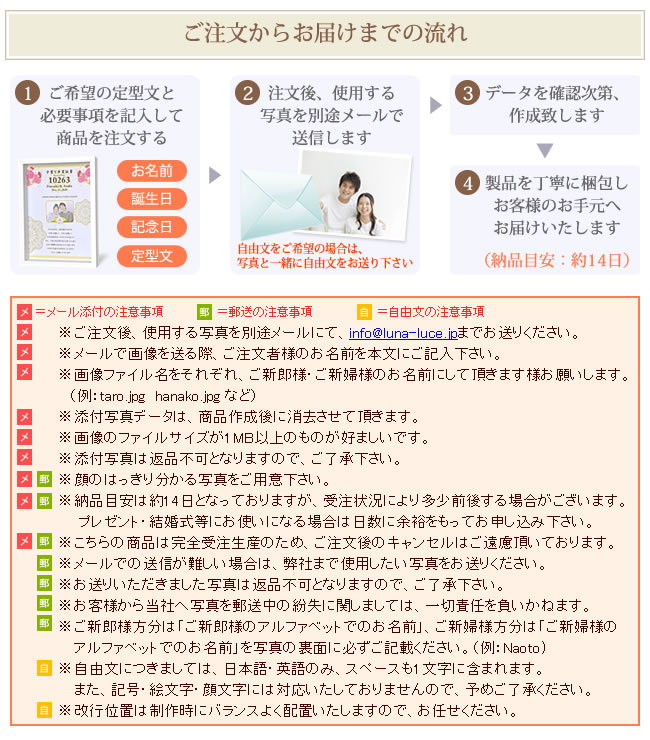 ご注文からお届けまでの流れ
1 ご希望の定型文と
必要事項を記入して
商品を注文する
10263
お名前
誕生日
記念日
定型文
2 注文後、使用する
写真を別途メールで
送信します
自由文をご希望の場合は、
写真と一緒に自由文をお送り下さい
3 データを確認次第、
作成致します
4 製品を丁寧に梱包し
お客様のお手元へ
お届けいたします
(納品目安:約14日)
メ =メール添付の注意事項 郵 =郵送の注意事項 自 =自由文の注意事項
メ ※ご注文後、使用する写真を別途メールにて、info@luna-luce.jpまでお送りください。
メ ※メールで画像を送る際、ご注文者様のお名前を本文にご記入下さい。
メ ※画像ファイル名をそれぞれ、ご新郎様・ご新婦様のお名前にして頂きます様お願いします。
(例:taro.jpg hanako.jpg など)
メ ※添付写真データは、商品作成後に消去させて頂きます。
メ ※画像のファイルサイズが1MB以上のものが好ましいです。
メ ※添付写真は返品不可となりますので、ご了承下さい。
メ 郵 ※顔のはっきり分かる写真をご用意下さい。
メ 郵 ※納品目安は約14日となっておりますが、受注状況により多少前後する場合がございます。
プレゼント・結婚式等にお使いになる場合は日数に余裕をもってお申し込み下さい。
メ 郵 ※こちらの商品は完全受注生産のため、ご注文後のキャンセルはご遠慮頂いております。
郵 ※メールでの送信が難しい場合は、弊社まで使用したい写真をお送りください。
郵 ※お送りいただきました写真は返品不可となりますので、ご了承下さい。
郵 ※お客様から当社へ写真を郵送中の紛失に関しましては、一切責任を負いかねます。
郵 ※ご新郎様方分は「ご新郎様のアルファベットでのお名前」、ご新婦様方分は「ご新婦様の
アルファベットでのお名前」を写真の裏面に必ずご記載ください。(例:Naoto)
自 ※自由文につきましては、日本語・英語のみ、スペースも1文字に含まれます。
また、記号・絵文字・顔文字には対応いたしておりませんので、予めご了承ください。
自 ※改行位置は制作時にバランスよく配置いたしますので、お任せください。